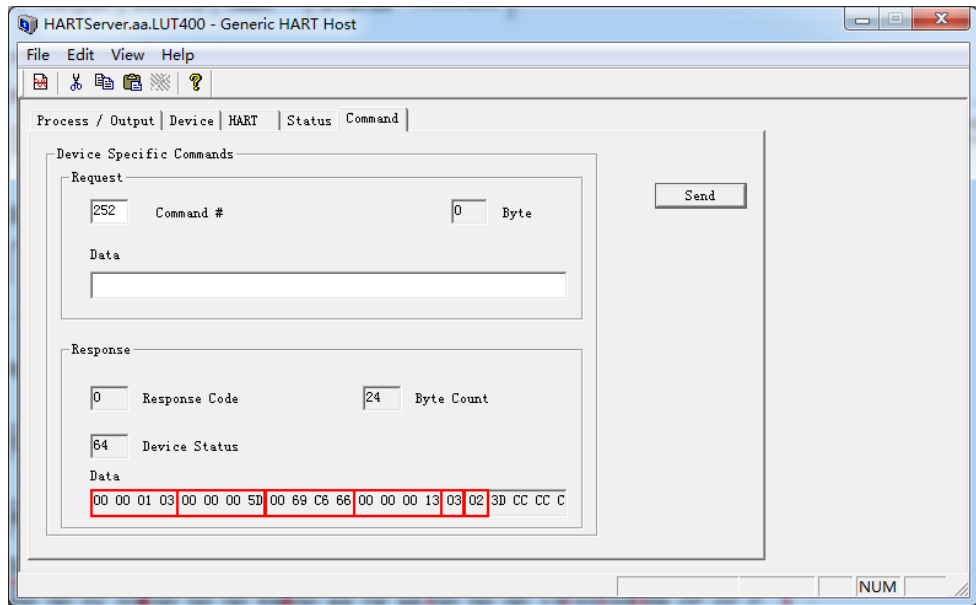 HARTServer.aa.LUT400 - Generic HART Host
File Edit View Help
Process / Output Device HART Status Command
Device Specific Commands
Request
Send
252 Command # 0 Byte
Data
Response
0 Response Code 24 Byte Count
64 Device Status
Data
00 00 01 03 00 00 00 5D 00 69 C6 66 00 00 00 13 03 02 3D CC CC C
NUM